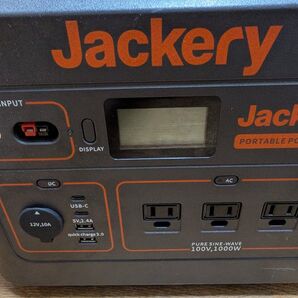 Jackery
INPUT
Jack
DISPLAY
PORTABLE PO
DC
AC
USB-C
5V,2.4A
12V,10A
quick charge 3.0
PURE SINE-WAVE
100V,1000W